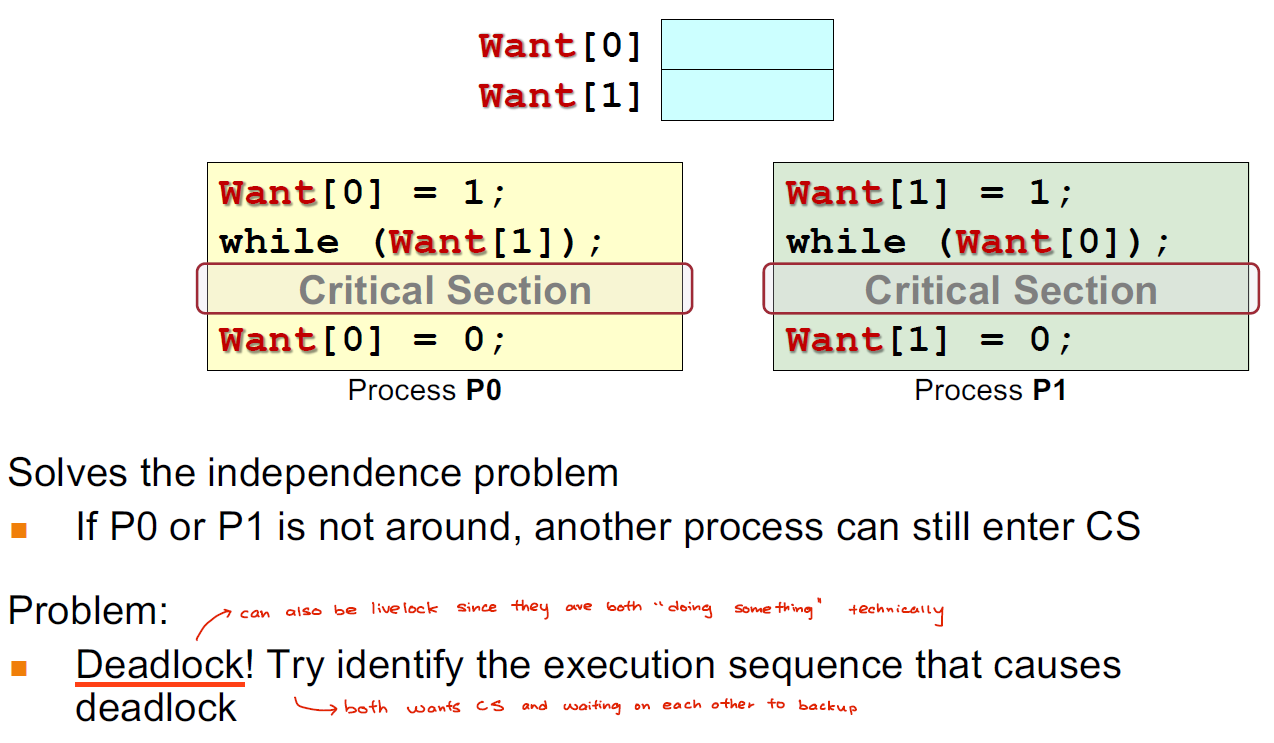 Want[0]
Want[1]
Want[0] = 1;
while (Want[1]);
Critical Section
Want[0] = 0;
Process P0
Want[1] = 1;
while (Want[0]);
Critical Section
Want[1] = 0;
Process P1
Solves the independence problem
If P0 or P1 is not around, another process can still enter CS
Problem:
can also be livelock since they are both "doing something" technically
Deadlock! Try identify the execution sequence that causes
deadlock
both wants CS and waiting on each other to backup